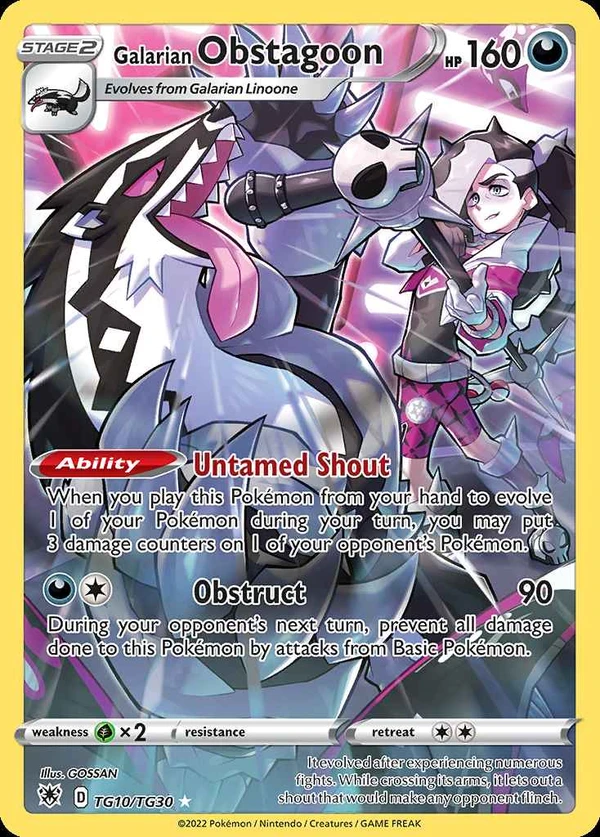 STAGE 2
Galarian Obstagoon
HP 160
Evolves from Galarian Linoone
Ability Untamed Shout
When you play this Pokémon from your hand to evolve
1 of your Pokémon during your turn, you may put
3 damage counters on 1 of your opponent's Pokémon.
Obstruct 90
During your opponent's next turn, prevent all damage
done to this Pokémon by attacks from Basic Pokémon.
weakness ×2 resistance retreat
Illus. GOSSAN
D TG10/TG30
It evolved after experiencing numerous
fights. While crossing its arms, it lets out a
shout that would make any opponent flinch.
©2022 Pokémon / Nintendo / Creatures / GAME FREAK